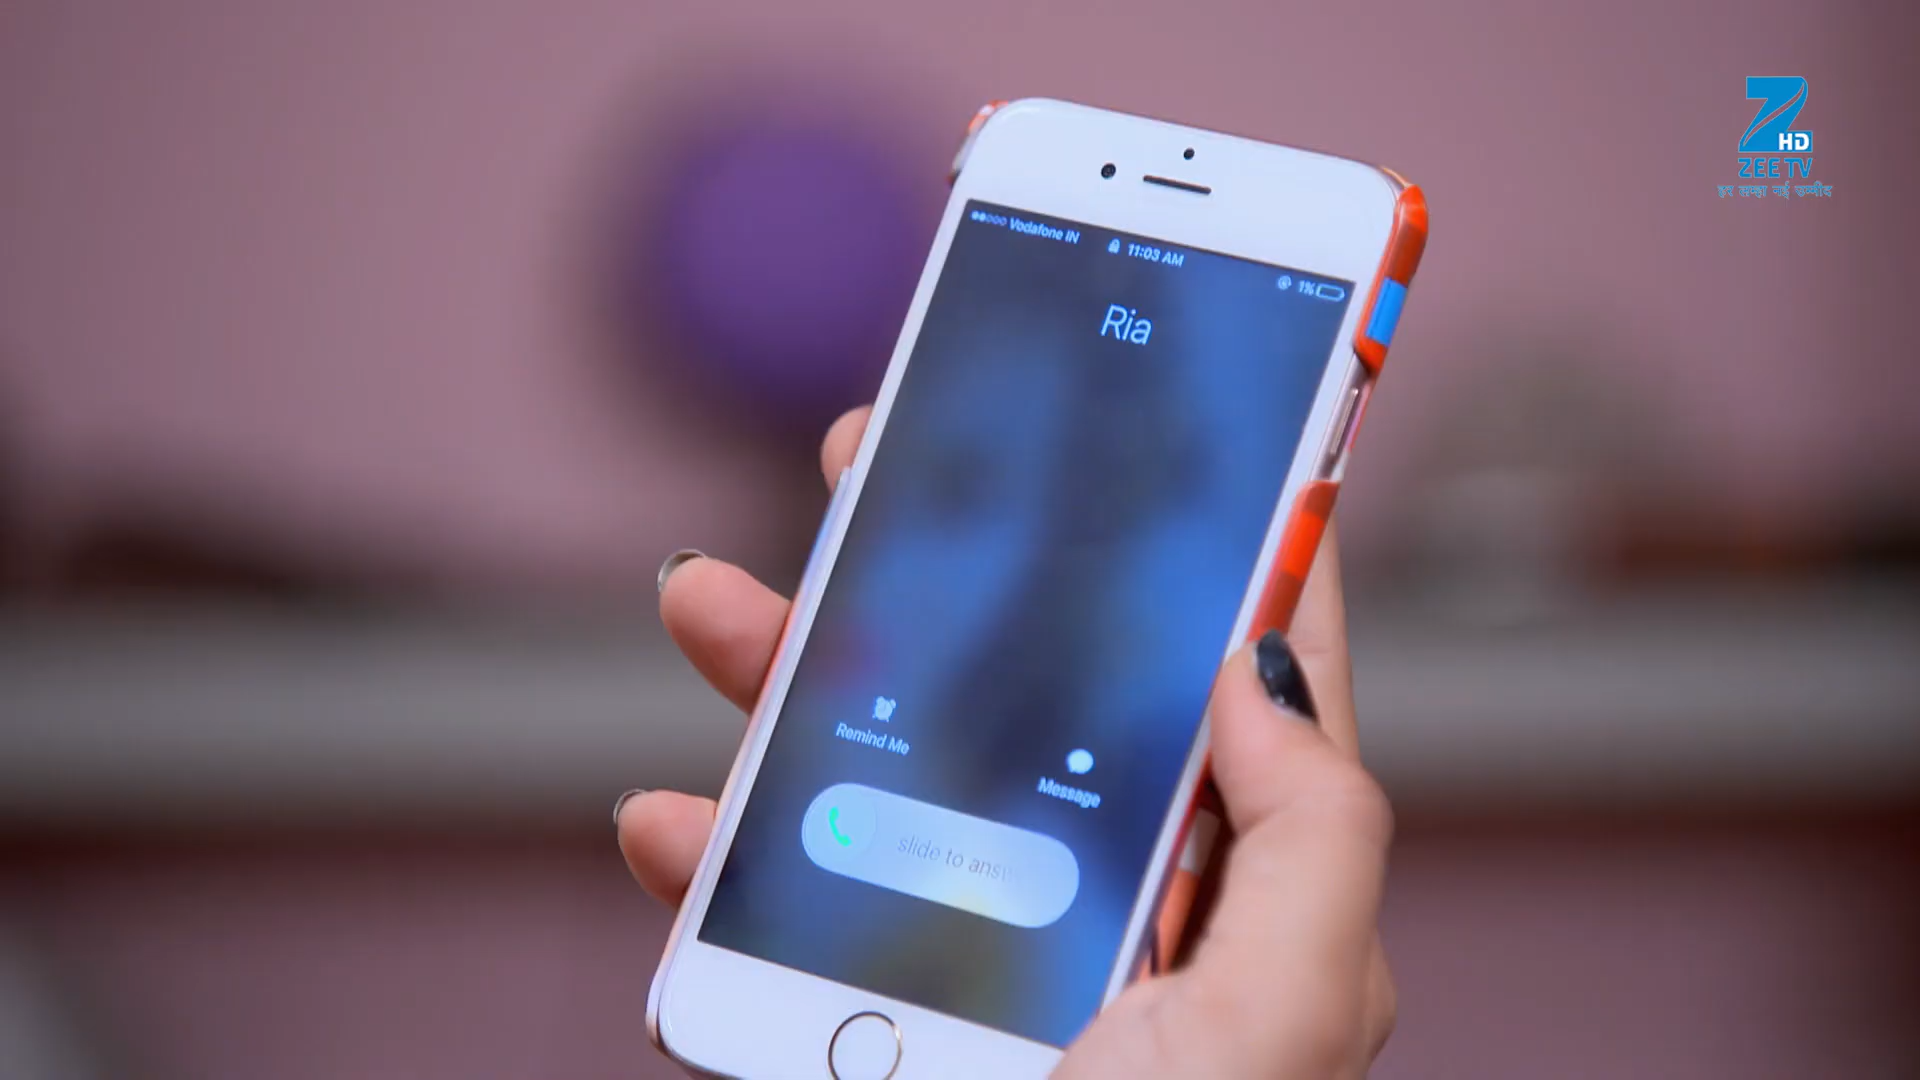 HD
ZEE TV
Vodafone IN
11:03 AM
1%
Ria
Remind Me
Message
slide to answ